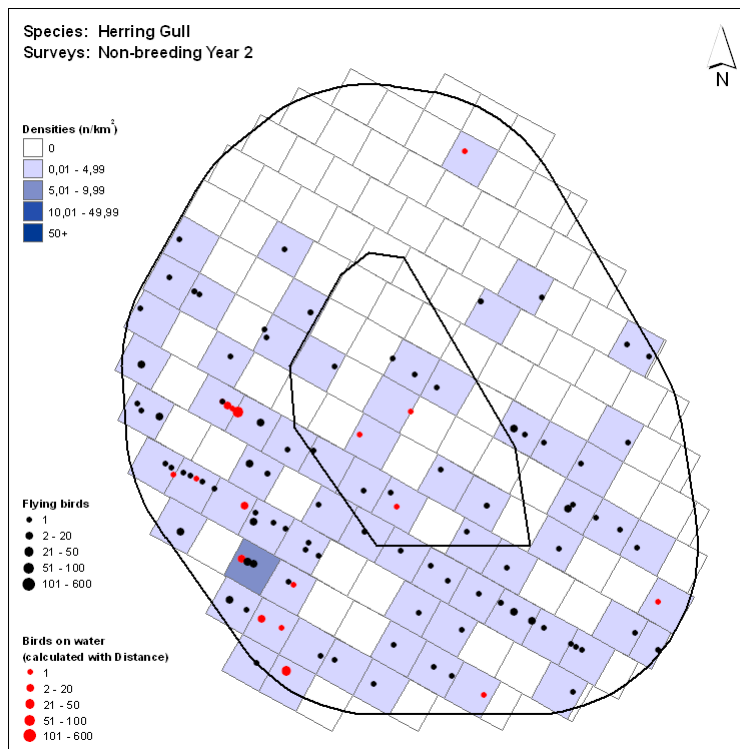 Species: Herring Gull
Surveys: Non-breeding Year 2
N
Densities (n/km²)
0
0,01 - 4,99
5,01 - 9,99
10,01 - 49,99
50+
Flying birds
1
2 - 20
21 - 50
51 - 100
101 - 600
Birds on water
(calculated with Distance)
1
2 - 20
21 - 50
51 - 100
101 - 600